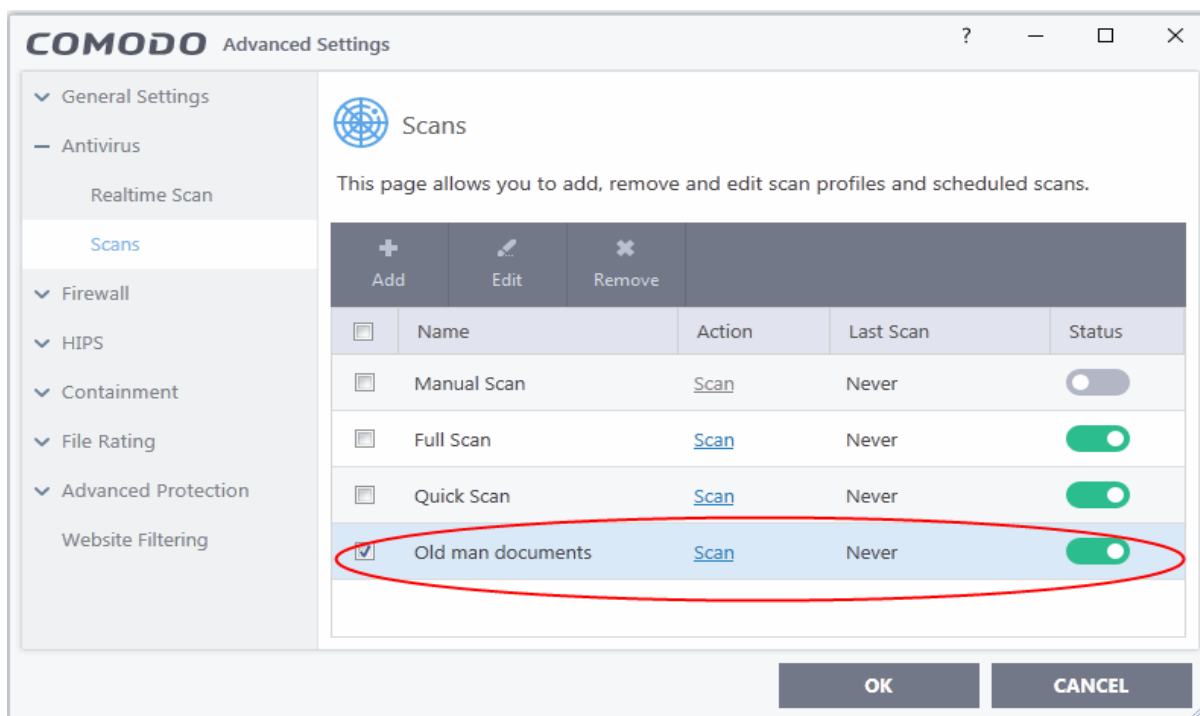 COMODO Advanced Settings ?
General Settings
Antivirus
Realtime Scan
Scans
Firewall
HIPS
Containment
File Rating
Advanced Protection
Website Filtering
Scans
This page allows you to add, remove and edit scan profiles and scheduled scans.
Add Edit Remove
Name Action Last Scan Status
Manual Scan Scan Never
Full Scan Scan Never
Quick Scan Scan Never
Old man documents Scan Never
OK CANCEL